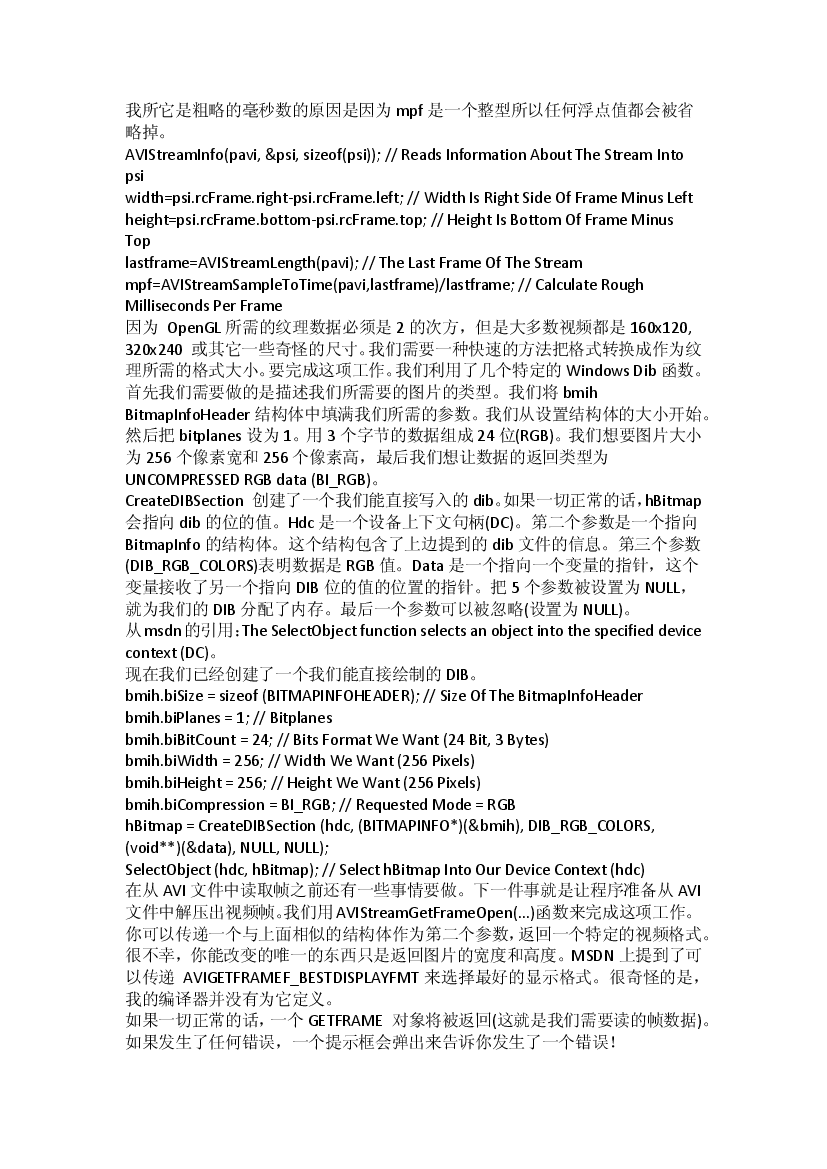 我所它是粗略的毫秒数的原因是因为 mpf 是一个整型所以任何浮点值都会被省
略掉。
AVIStreamInfo(pavi, &psi, sizeof(psi)); // Reads Information About The Stream Into
psi
width=psi.rcFrame.right-psi.rcFrame.left; // Width Is Right Side Of Frame Minus Left
height=psi.rcFrame.bottom-psi.rcFrame.top; // Height Is Bottom Of Frame Minus
Top
lastframe=AVIStreamLength(pavi); // The Last Frame Of The Stream
mpf=AVIStreamSampleToTime(pavi,lastframe)/lastframe; // Calculate Rough
Milliseconds Per Frame
因为 OpenGL 所需的纹理数据必须是 2 的次方，但是大多数视频都是 160x120,
320x240 或其它一些奇怪的尺寸。我们需要一种快速的方法把格式转换成作为纹
理所需的格式大小。要完成这项工作。我们利用了几个特定的 Windows Dib 函数。
首先我们需要做的是描述我们所需要的图片的类型。我们将 bmih
BitmapInfoHeader 结构体中填满我们所需的参数。我们从设置结构体的大小开始。
然后把 bitplanes 设为 1。用 3 个字节的数据组成 24 位(RGB)。我们想要图片大小
为 256 个像素宽和 256 个像素高，最后我们想让数据的返回类型为
UNCOMPRESSED RGB data (BI_RGB)。
CreateDIBSection 创建了一个我们能直接写入的 dib。如果一切正常的话，hBitmap
会指向 dib 的位的值。Hdc 是一个设备上下文句柄(DC)。第二个参数是一个指向
BitmapInfo 的结构体。这个结构包含了上边提到的 dib 文件的信息。第三个参数
(DIB_RGB_COLORS)表明数据是 RGB 值。Data 是一个指向一个变量的指针，这个
变量接收了另一个指向 DIB 位的值的位置的指针。把 5 个参数被设置为 NULL，
就为我们的 DIB 分配了内存。最后一个参数可以被忽略(设置为 NULL)。
从 msdn 的引用：The SelectObject function selects an object into the specified device
context (DC)。
现在我们已经创建了一个我们能直接绘制的 DIB。
bmih.biSize = sizeof (BITMAPINFOHEADER); // Size Of The BitmapInfoHeader
bmih.biPlanes = 1; // Bitplanes
bmih.biBitCount = 24; // Bits Format We Want (24 Bit, 3 Bytes)
bmih.biWidth = 256; // Width We Want (256 Pixels)
bmih.biHeight = 256; // Height We Want (256 Pixels)
bmih.biCompression = BI_RGB; // Requested Mode = RGB
hBitmap = CreateDIBSection (hdc, (BITMAPINFO*)(&bmih), DIB_RGB_COLORS,
(void**)(&data), NULL, NULL);
SelectObject (hdc, hBitmap); // Select hBitmap Into Our Device Context (hdc)
在从 AVI 文件中读取帧之前还有一些事情要做。下一件事就是让程序准备从 AVI
文件中解压出视频帧。我们用 AVIStreamGetFrameOpen(...)函数来完成这项工作。
你可以传递一个与上面相似的结构体作为第二个参数，返回一个特定的视频格式。
很不幸，你能改变的唯一的东西只是返回图片的宽度和高度。MSDN 上提到了可
以传递 AVIGETFRAMEF_BESTDISPLAYFMT 来选择最好的显示格式。很奇怪的是，
我的编译器并没有为它定义。
如果一切正常的话，一个 GETFRAME 对象将被返回(这就是我们需要读的帧数据)。
如果发生了任何错误，一个提示框会弹出来告诉你发生了一个错误！